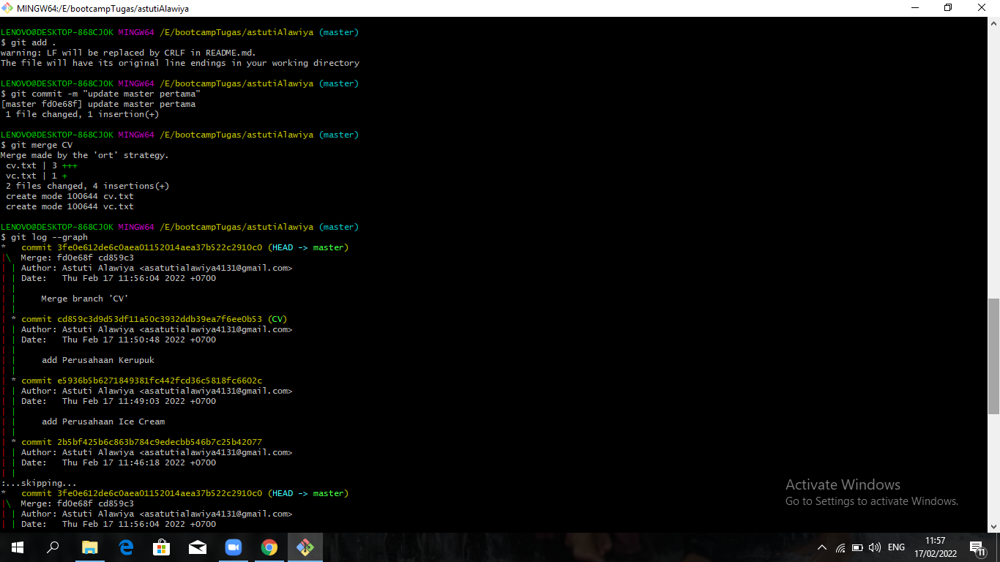 MINGW64:/E/bootcampTugas/astutiAlawiya
LENOVO@DESKTOP-868CJOK MINGW64 /E/bootcampTugas/astutiAlawiya (master)
$ git add .
warning: LF will be replaced by CRLF in README.md.
The file will have its original line endings in your working directory
LENOVO@DESKTOP-868CJOK MINGW64 /E/bootcampTugas/astutiAlawiya (master)
$ git commit -m "update master pertama"
[master fd0e68f] update master pertama
 1 file changed, 1 insertion(+)
LENOVO@DESKTOP-868CJOK MINGW64 /E/bootcampTugas/astutiAlawiya (master)
$ git merge CV
Merge made by the 'ort' strategy.
 cv.txt | 3 +++
 vc.txt | 1 +
 2 files changed, 4 insertions(+)
 create mode 100644 cv.txt
 create mode 100644 vc.txt
LENOVO@DESKTOP-868CJOK MINGW64 /E/bootcampTugas/astutiAlawiya (master)
$ git log --graph
*   commit 3fe0e612de6c0aea01152014aea37b522c2910c0 (HEAD -> master)
|\  Merge: fd0e68f cd859c3
| | Author: Astuti Alawiya <asatutialawiya4131@gmail.com>
| | Date:   Thu Feb 17 11:56:04 2022 +0700
| |
| |     Merge branch 'CV'
| |
| * commit cd859c3d9d53df11a50c3932ddb39ea7f6ee0b53 (CV)
| | Author: Astuti Alawiya <asatutialawiya4131@gmail.com>
| | Date:   Thu Feb 17 11:50:48 2022 +0700
| |
| |     add Perusahaan Kerupuk
| |
| * commit e5936b5b6271849381fc442fcd36c5818fc6602c
| | Author: Astuti Alawiya <asatutialawiya4131@gmail.com>
| | Date:   Thu Feb 17 11:49:03 2022 +0700
| |
| |     add Perusahaan Ice Cream
| |
| * commit 2b5bf425b6c863b784c9edecbb546b7c25b42077
| | Author: Astuti Alawiya <asatutialawiya4131@gmail.com>
| | Date:   Thu Feb 17 11:46:18 2022 +0700
| |
:...skipping...
*   commit 3fe0e612de6c0aea01152014aea37b522c2910c0 (HEAD -> master)
|\  Merge: fd0e68f cd859c3
| | Author: Astuti Alawiya <asatutialawiya4131@gmail.com>
| | Date:   Thu Feb 17 11:56:04 2022 +0700
Activate Windows
Go to Settings to activate Windows.
ENG
11:57
17/02/2022
11